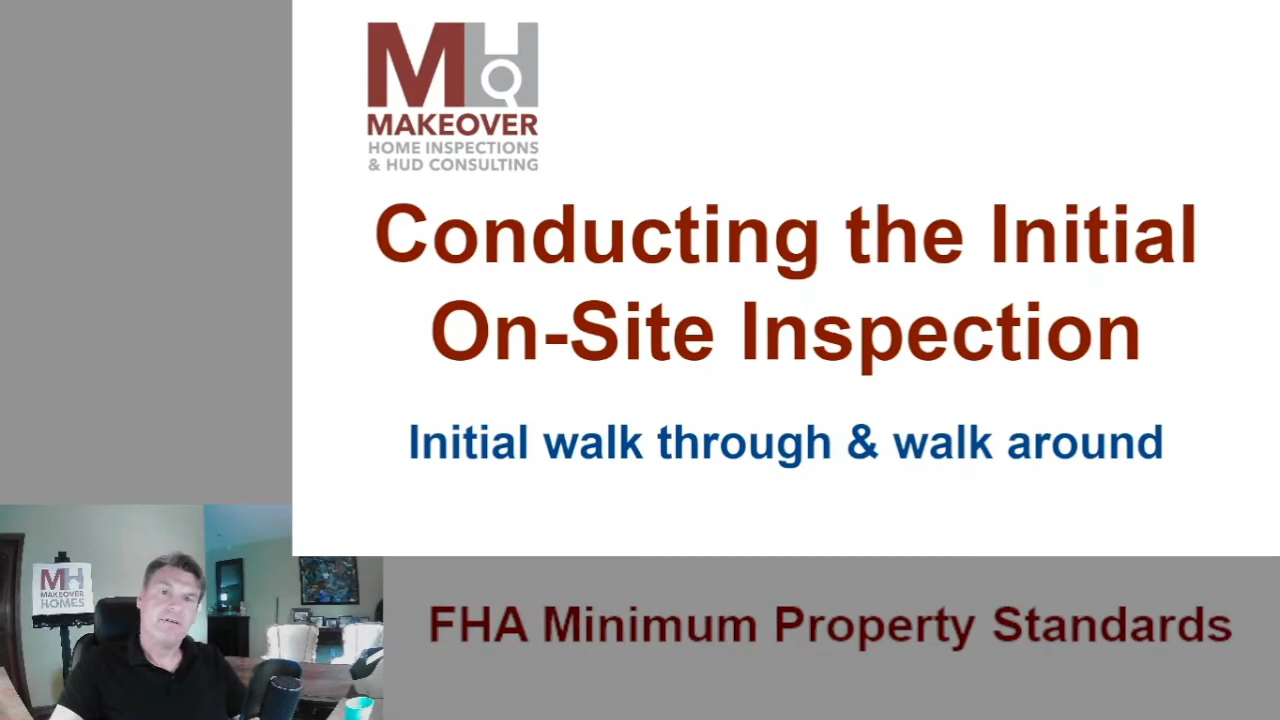 MH
MAKEOVER
HOME INSPECTIONS
& HUD CONSULTING
Conducting the Initial
On-Site Inspection
Initial walk through & walk around
MH
MAKEOVER
HOMES
FHA Minimum Property Standards